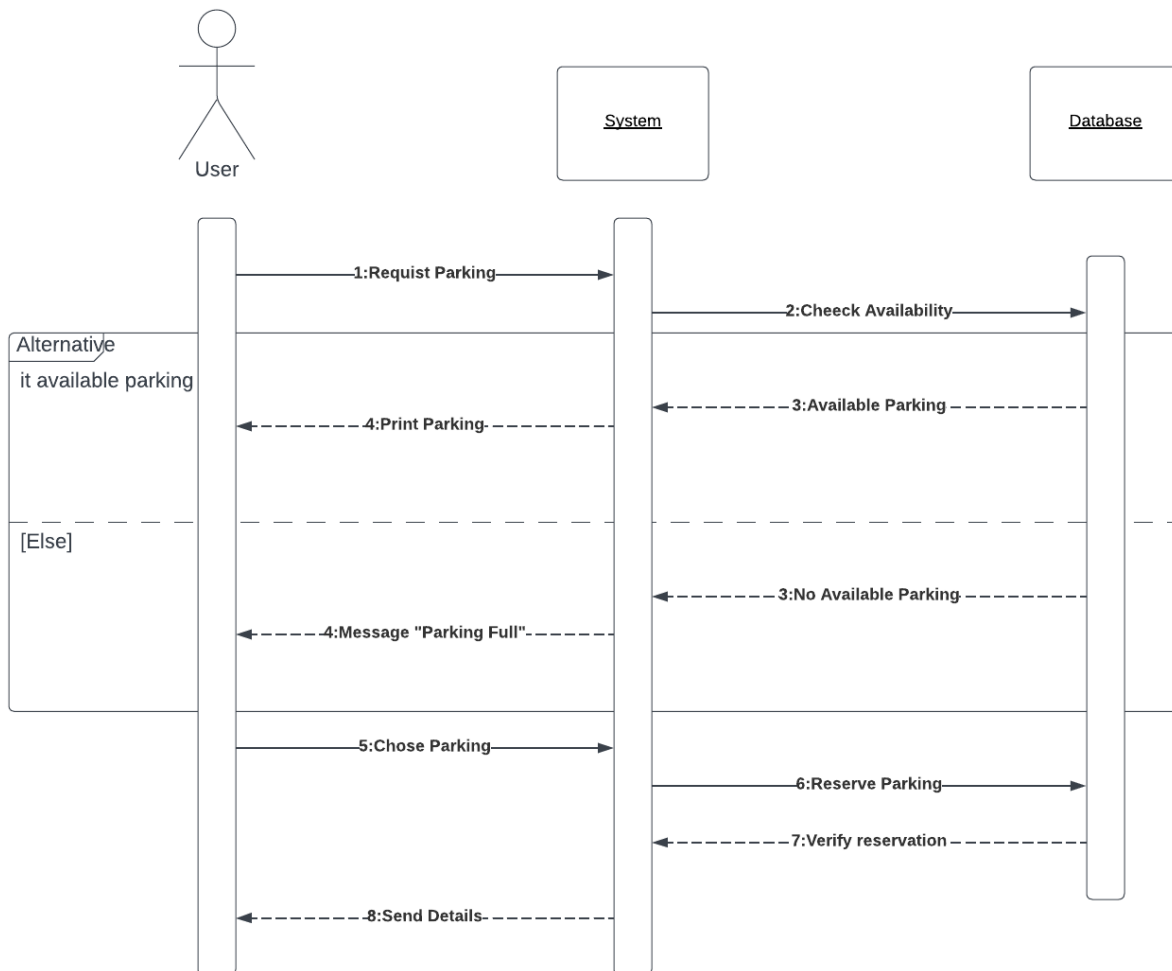 User
System
Database
1:Requist Parking
2:Cheeck Availability
Alternative
it available parking
3:Available Parking
4:Print Parking
[Else]
3:No Available Parking
4:Message "Parking Full"
5:Chose Parking
6:Reserve Parking
7:Verify reservation
8:Send Details